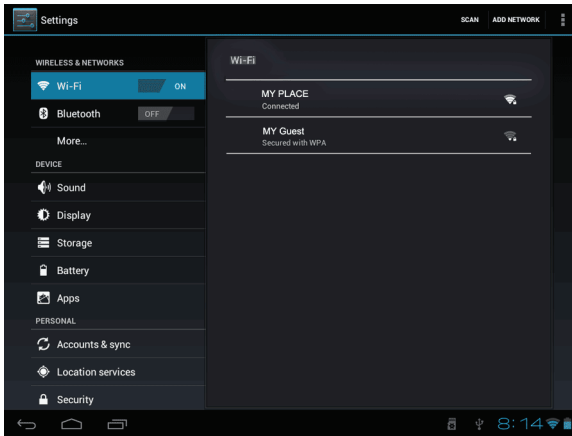 Settings
SCAN
ADD NETWORK
WIRELESS & NETWORKS
Wi-Fi
ON
Bluetooth
OFF
More...
DEVICE
Sound
Display
Storage
Battery
Apps
PERSONAL
Accounts & sync
Location services
Security
Wi-Fi
MY PLACE
Connected
MY Guest
Secured with WPA
8:14